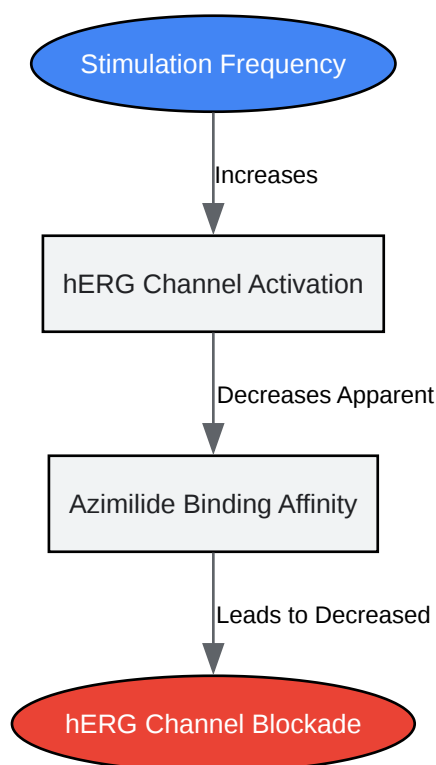 Stimulation Frequency
Increases
hERG Channel Activation
Decreases Apparent
Azimilide Binding Affinity
Leads to Decreased
hERG Channel Blockade